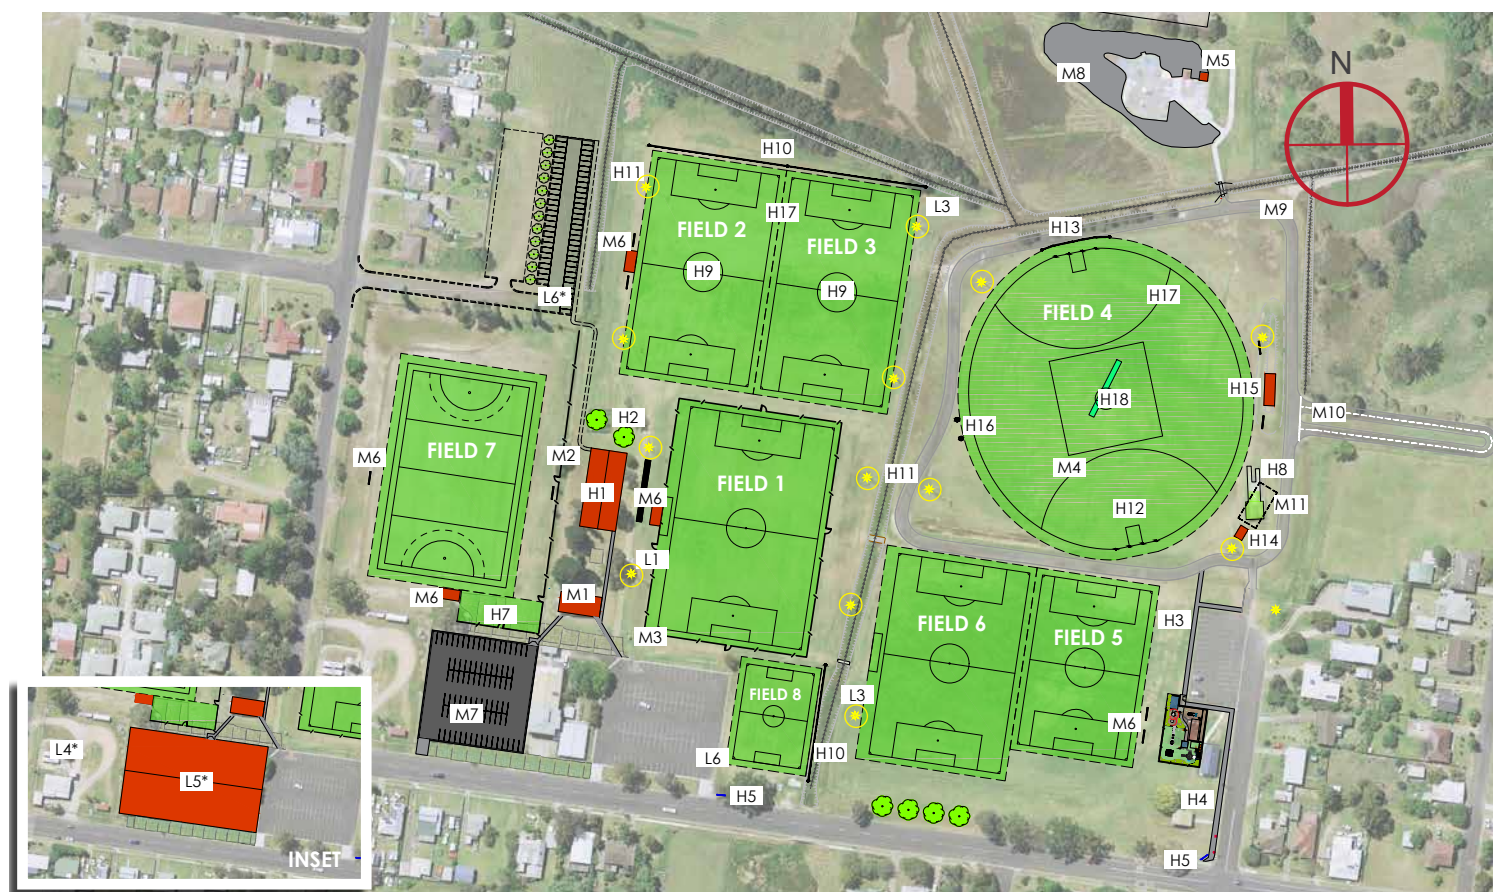 M5
M8
N
H10
H11
L3
M9
H17
FIELD 2
FIELD 3
H13
M6
H9
H9
L6*
H17
FIELD 4
H15
H18
M10
H2
H16
FIELD 7
M6
M2
M4
H8
H1
M6
FIELD 1
H11
M11
H12
H14
L1
M6
M1
H7
M3
FIELD 6
H3
FIELD 5
FIELD 8
L3
M7
M6
H10
L6
L4*
L5*
H5
H4
INSET
H5